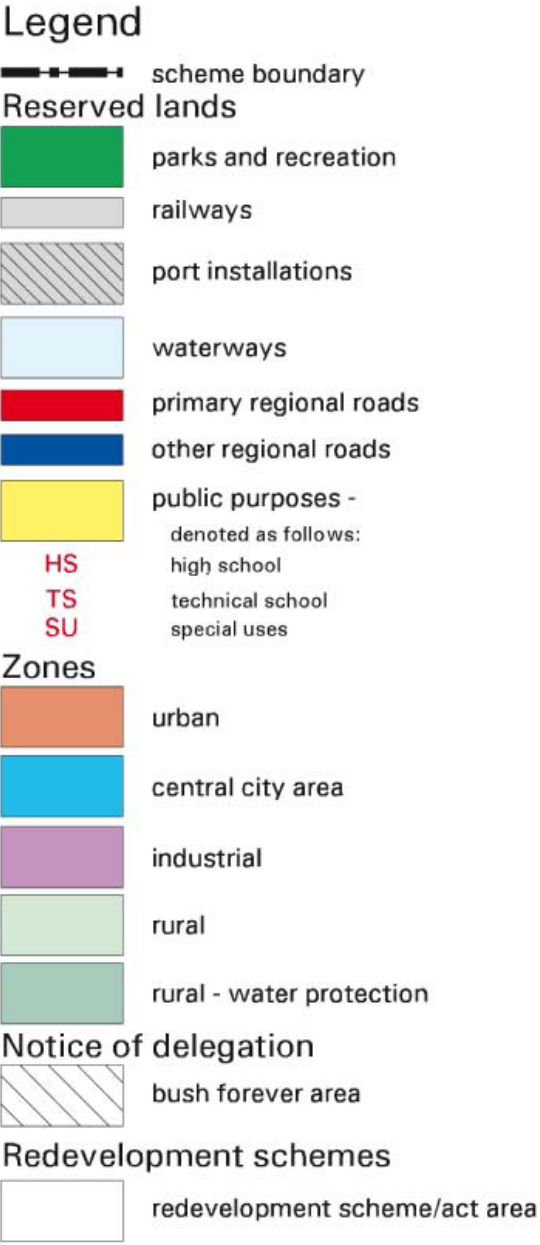 Legend
scheme boundary
Reserved lands
parks and recreation
railways
port installations
waterways
primary regional roads
other regional roads
public purposes -
denoted as follows:
HS high school
TS technical school
SU special uses
Zones
urban
central city area
industrial
rural
rural - water protection
Notice of delegation
bush forever area
Redevelopment schemes
redevelopment scheme/act area